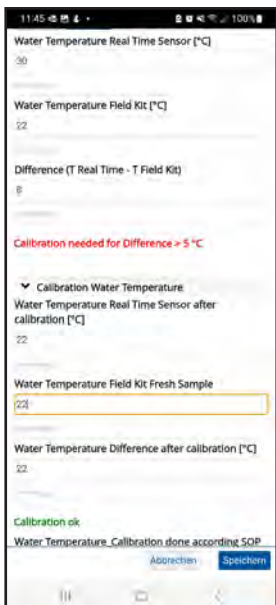 11:45
100%
Water Temperature Real Time Sensor [°C]
30
Water Temperature Field Kit [°C]
22
Difference (T Real Time - T Field Kit)
8
Calibration needed for Difference > 5 °C
Calibration Water Temperature
Water Temperature Real Time Sensor after
calibration [°C]
22
Water Temperature Field Kit Fresh Sample
22
Water Temperature Difference after calibration [°C]
22
Calibration ok
Water Temperature_Calibration done according SOP
Abbrechen Speichern